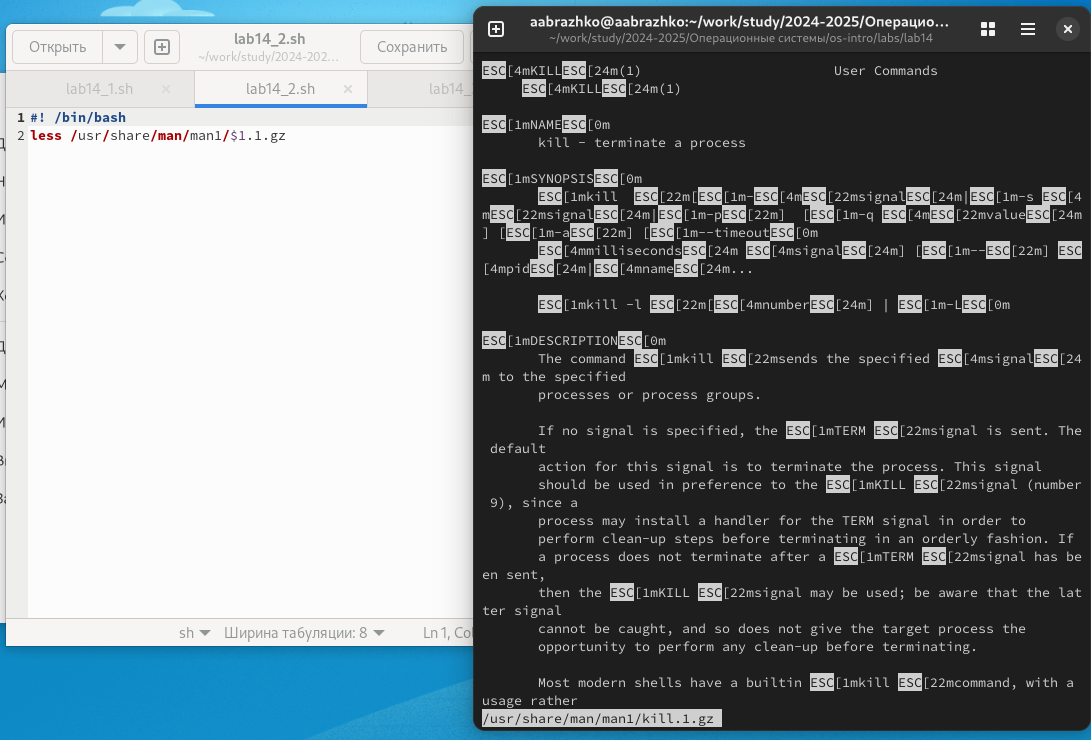 Открыть
lab14_2.sh
~/work/study/2024-202...
Сохранить
lab14_1.sh ×
lab14_2.sh ×
lab14_
1 #! /bin/bash
2 less /usr/share/man/man1/$1.1.gz
sh
Ширина табуляции: 8
Ln 1, Co
aabrazhko@aabrazhko:~/work/study/2024-2025/Операцио...
~/work/study/2024-2025/Операционные системы/os-intro/labs/lab14
ESC[4mKILLESC[24m(1) User Commands
ESC[4mKILLESC[24m(1)
ESC[1mNAMEESC[0m
kill - terminate a process
ESC[1mSYNOPSISESC[0m
ESC[1mkill ESC[22m[ESC[1m-ESC[4mESC[22msignalESC[24m|ESC[1m-s ESC[4
mESC[22msignalESC[24m|ESC[1m-pESC[22m] [ESC[1m-q ESC[4mESC[22mvalueESC[24m
] [ESC[1m-aESC[22m] [ESC[1m--timeoutESC[0m
ESC[4mmillisecondsESC[24m ESC[4msignalESC[24m] [ESC[1m--ESC[22m] ESC
[4mpidESC[24m|ESC[4mnameESC[24m...
ESC[1mkill -l ESC[22m[ESC[4mnumberESC[24m] | ESC[1m-LESC[0m
ESC[1mDESCRIPTIONESC[0m
The command ESC[1mkill ESC[22msends the specified ESC[4msignalESC[24
m to the specified
processes or process groups.
If no signal is specified, the ESC[1mTERM ESC[22msignal is sent. The
default
action for this signal is to terminate the process. This signal
should be used in preference to the ESC[1mKILL ESC[22msignal (number
9), since a
process may install a handler for the TERM signal in order to
perform clean-up steps before terminating in an orderly fashion. If
a process does not terminate after a ESC[1mTERM ESC[22msignal has be
en sent,
then the ESC[1mKILL ESC[22msignal may be used; be aware that the lat
ter signal
cannot be caught, and so does not give the target process the
opportunity to perform any clean-up before terminating.
Most modern shells have a builtin ESC[1mkill ESC[22mcommand, with a
usage rather
/usr/share/man/man1/kill.1.gz